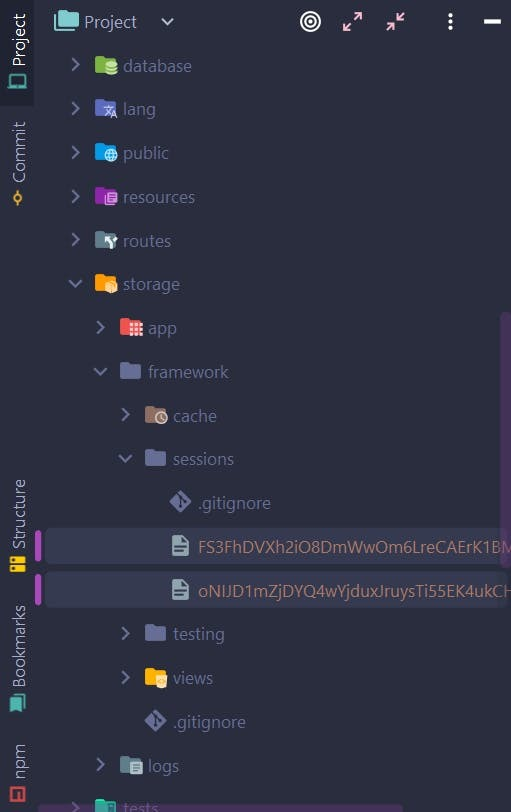 Project
Project
Commit
Structure
Bookmarks
npm
database
lang
public
resources
routes
storage
app
framework
cache
sessions
.gitignore
FS3FhDVXh2iO8DmWwOm6LreCAErK1BM
oNIJD1mZjDYQ4wYjduxJruysTi55EK4ukCH
testing
views
.gitignore
logs
tests